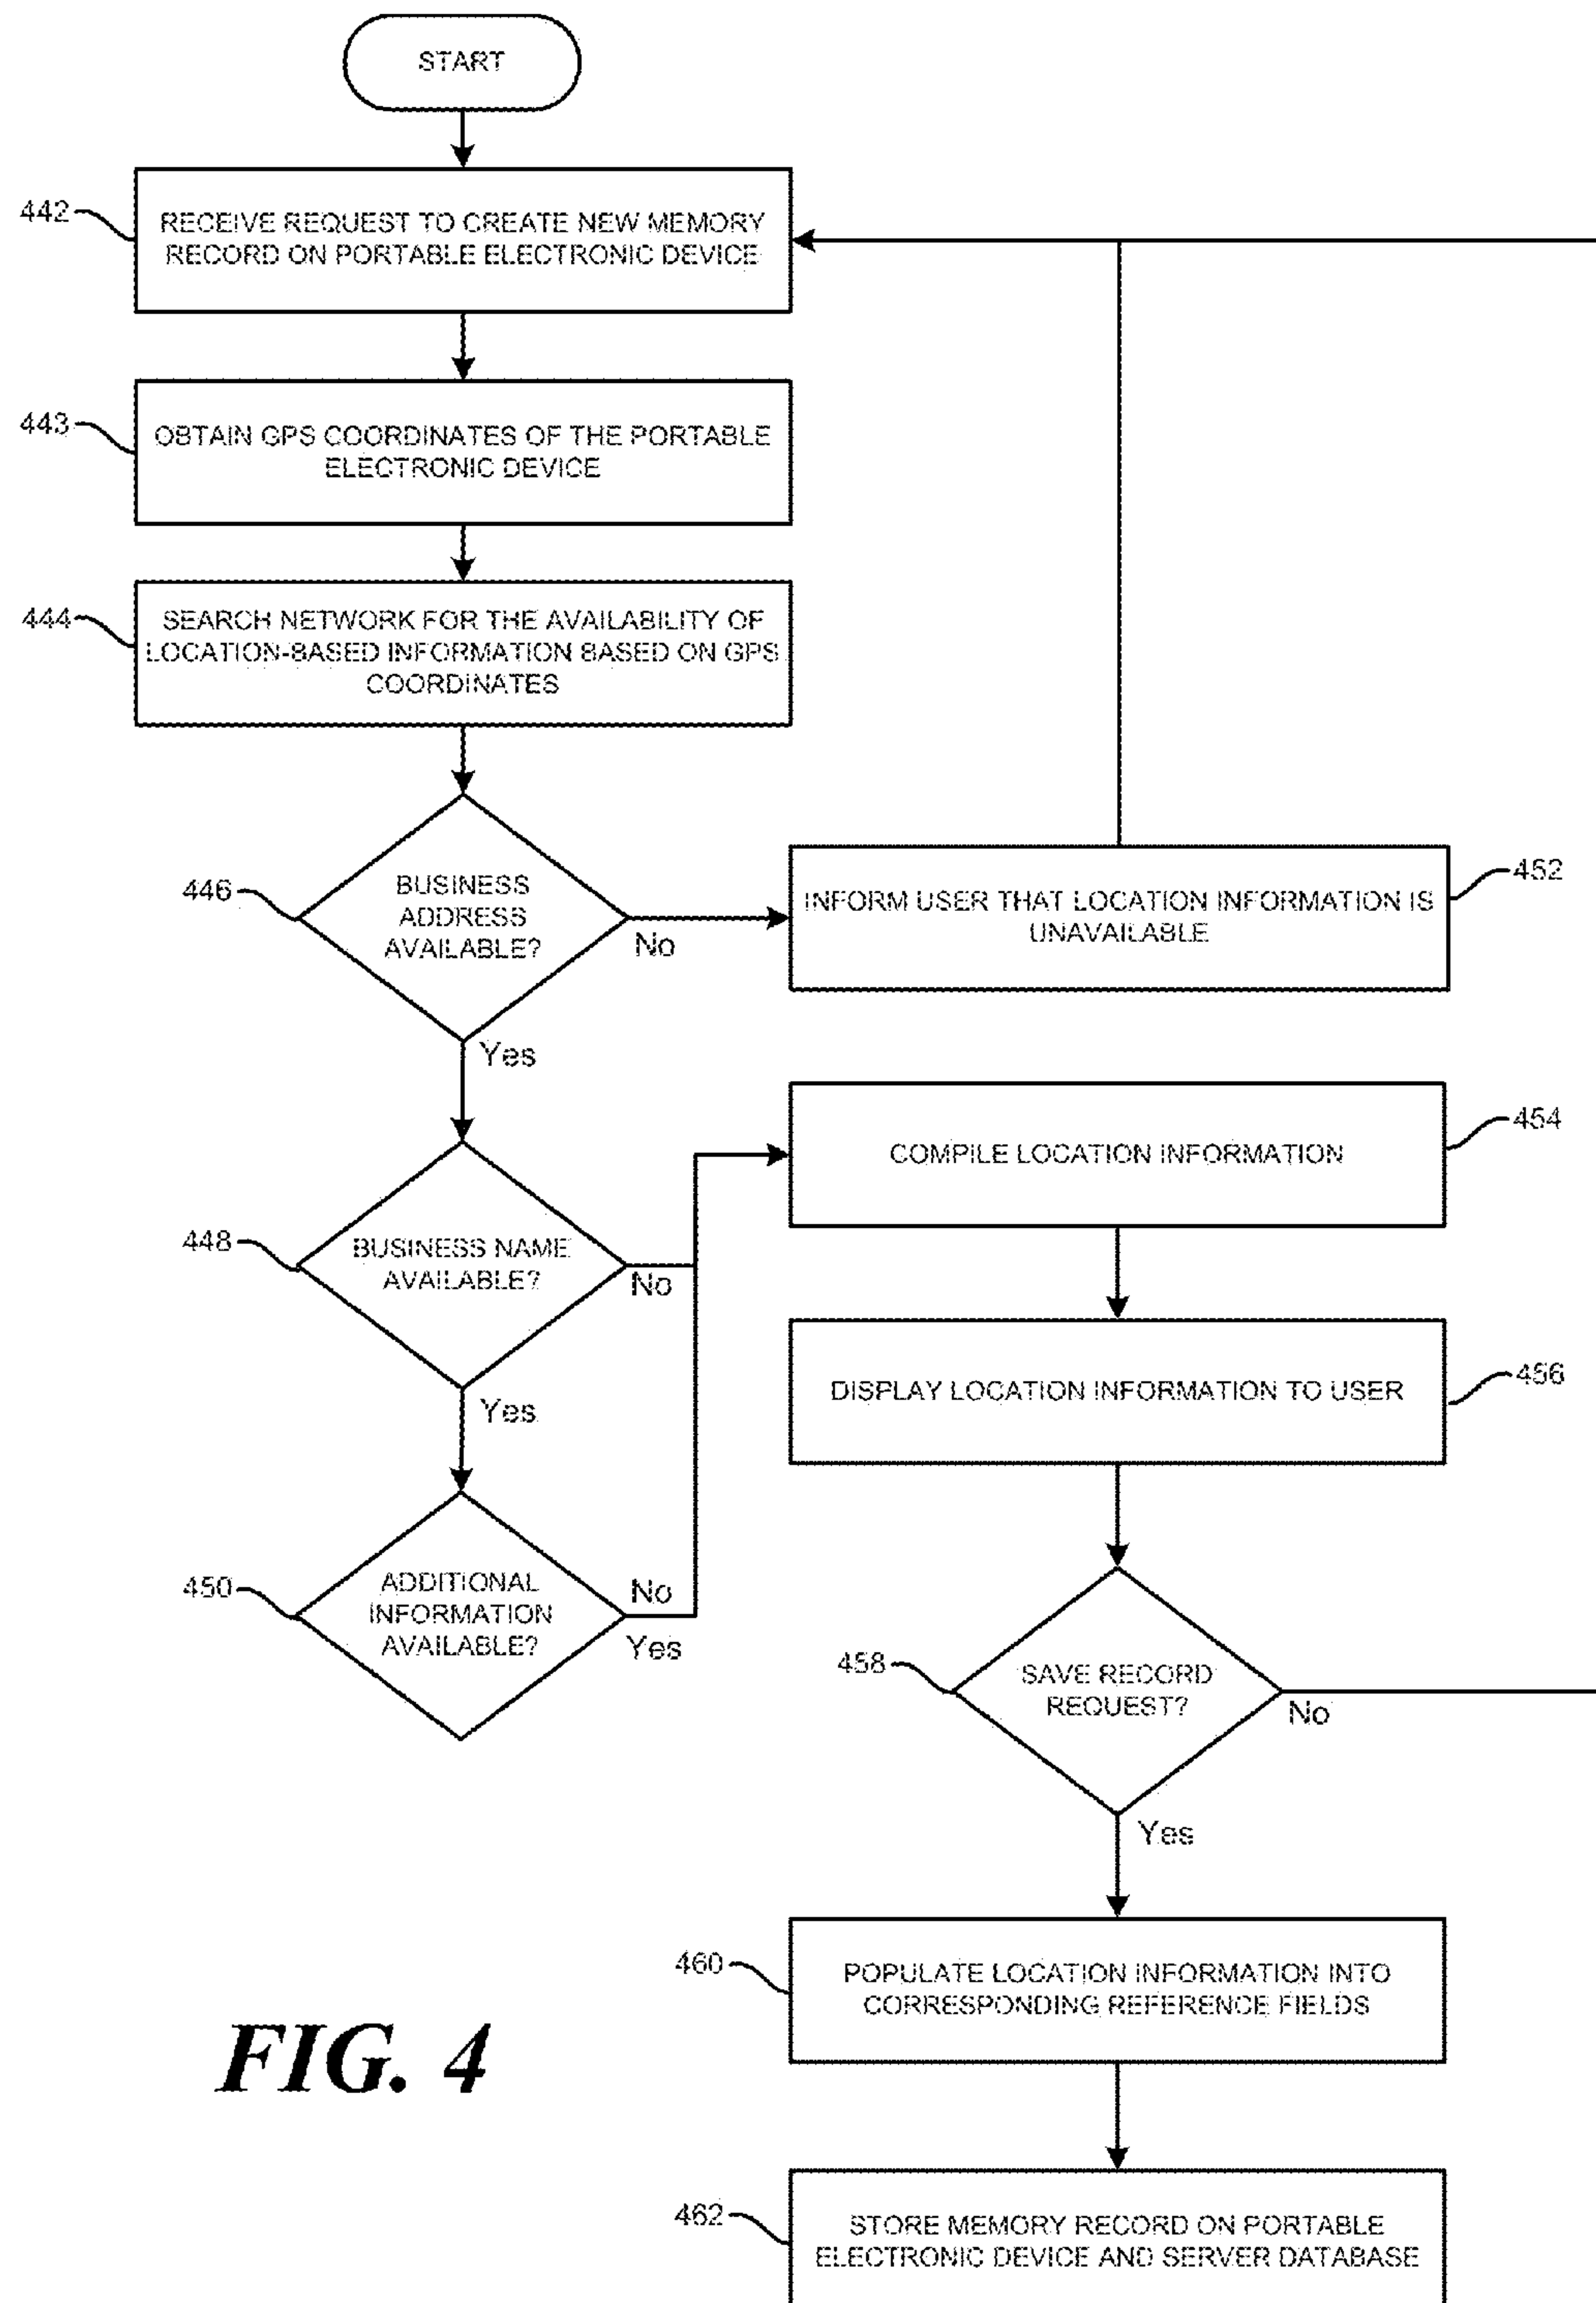 START
442
RECEIVE REQUEST TO CREATE NEW MEMORY
RECORD ON PORTABLE ELECTRONIC DEVICE
443
OBTAIN GPS COORDINATES OF THE PORTABLE
ELECTRONIC DEVICE
444
SEARCH NETWORK FOR THE AVAILABILITY OF
LOCATION-BASED INFORMATION BASED ON GPS
COORDINATES
446
BUSINESS
ADDRESS
AVAILABLE?
No
Yes
452
INFORM USER THAT LOCATION INFORMATION IS
UNAVAILABLE
448
BUSINESS NAME
AVAILABLE?
No
Yes
450
ADDITIONAL
INFORMATION
AVAILABLE?
No
Yes
454
COMPILE LOCATION INFORMATION
456
DISPLAY LOCATION INFORMATION TO USER
458
SAVE RECORD
REQUEST?
No
Yes
460
POPULATE LOCATION INFORMATION INTO
CORRESPONDING REFERENCE FIELDS
462
STORE MEMORY RECORD ON PORTABLE
ELECTRONIC DEVICE AND SERVER DATABASE
FIG. 4